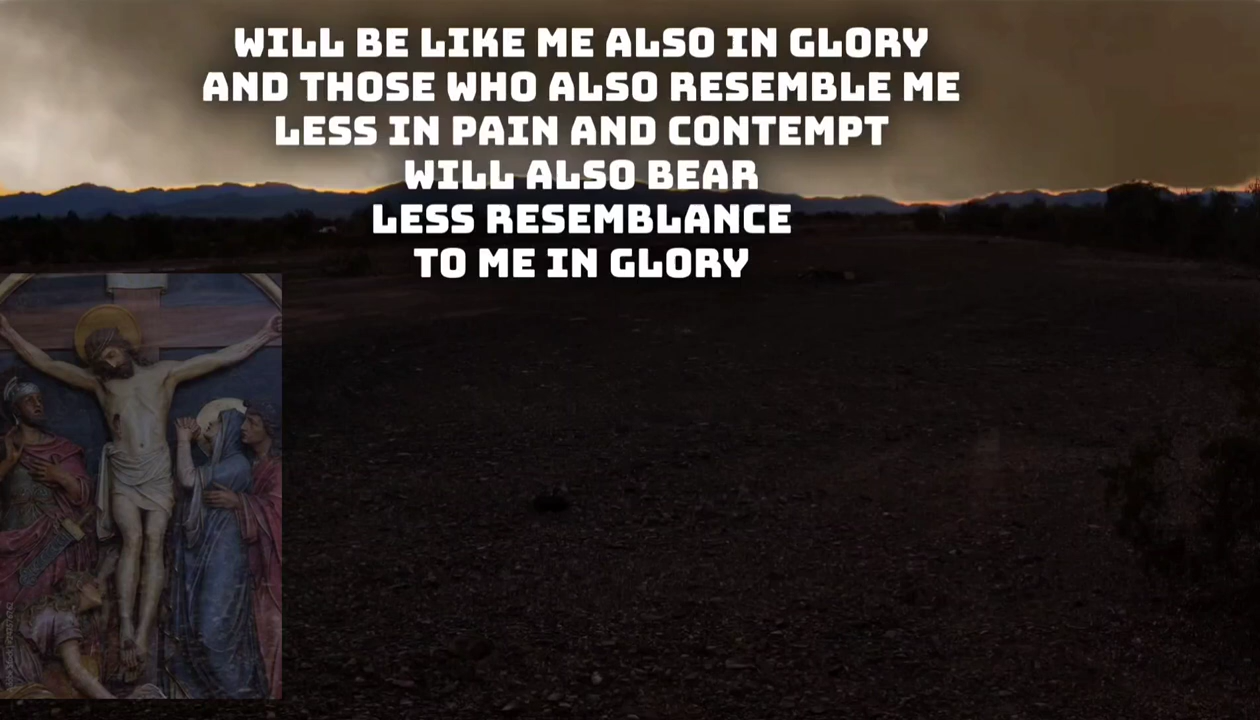 WILL BE LIKE ME ALSO IN GLORY
AND THOSE WHO ALSO RESEMBLE ME
LESS IN PAIN AND CONTEMPT
WILL ALSO BEAR
LESS RESEMBLANCE
TO ME IN GLORY